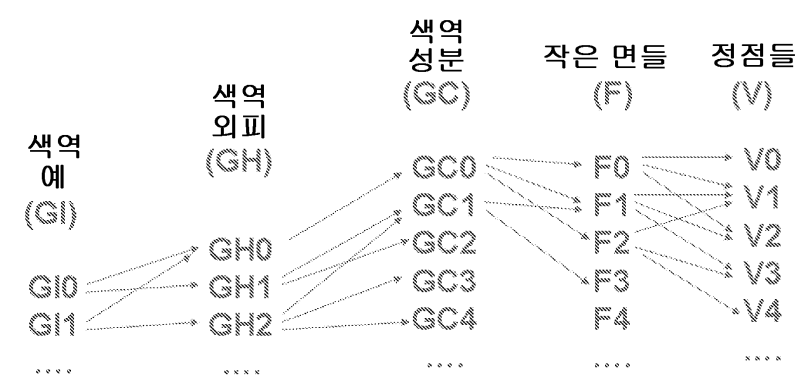 색역
예
(GI)
GI0
GI1
....
색역
외피
(GH)
GH0
GH1
GH2
....
색역
성분
(GC)
GC0
GC1
GC2
GC3
GC4
....
작은 면들
(F)
F0
F1
F2
F3
F4
....
정점들
(V)
V0
V1
V2
V3
V4
....